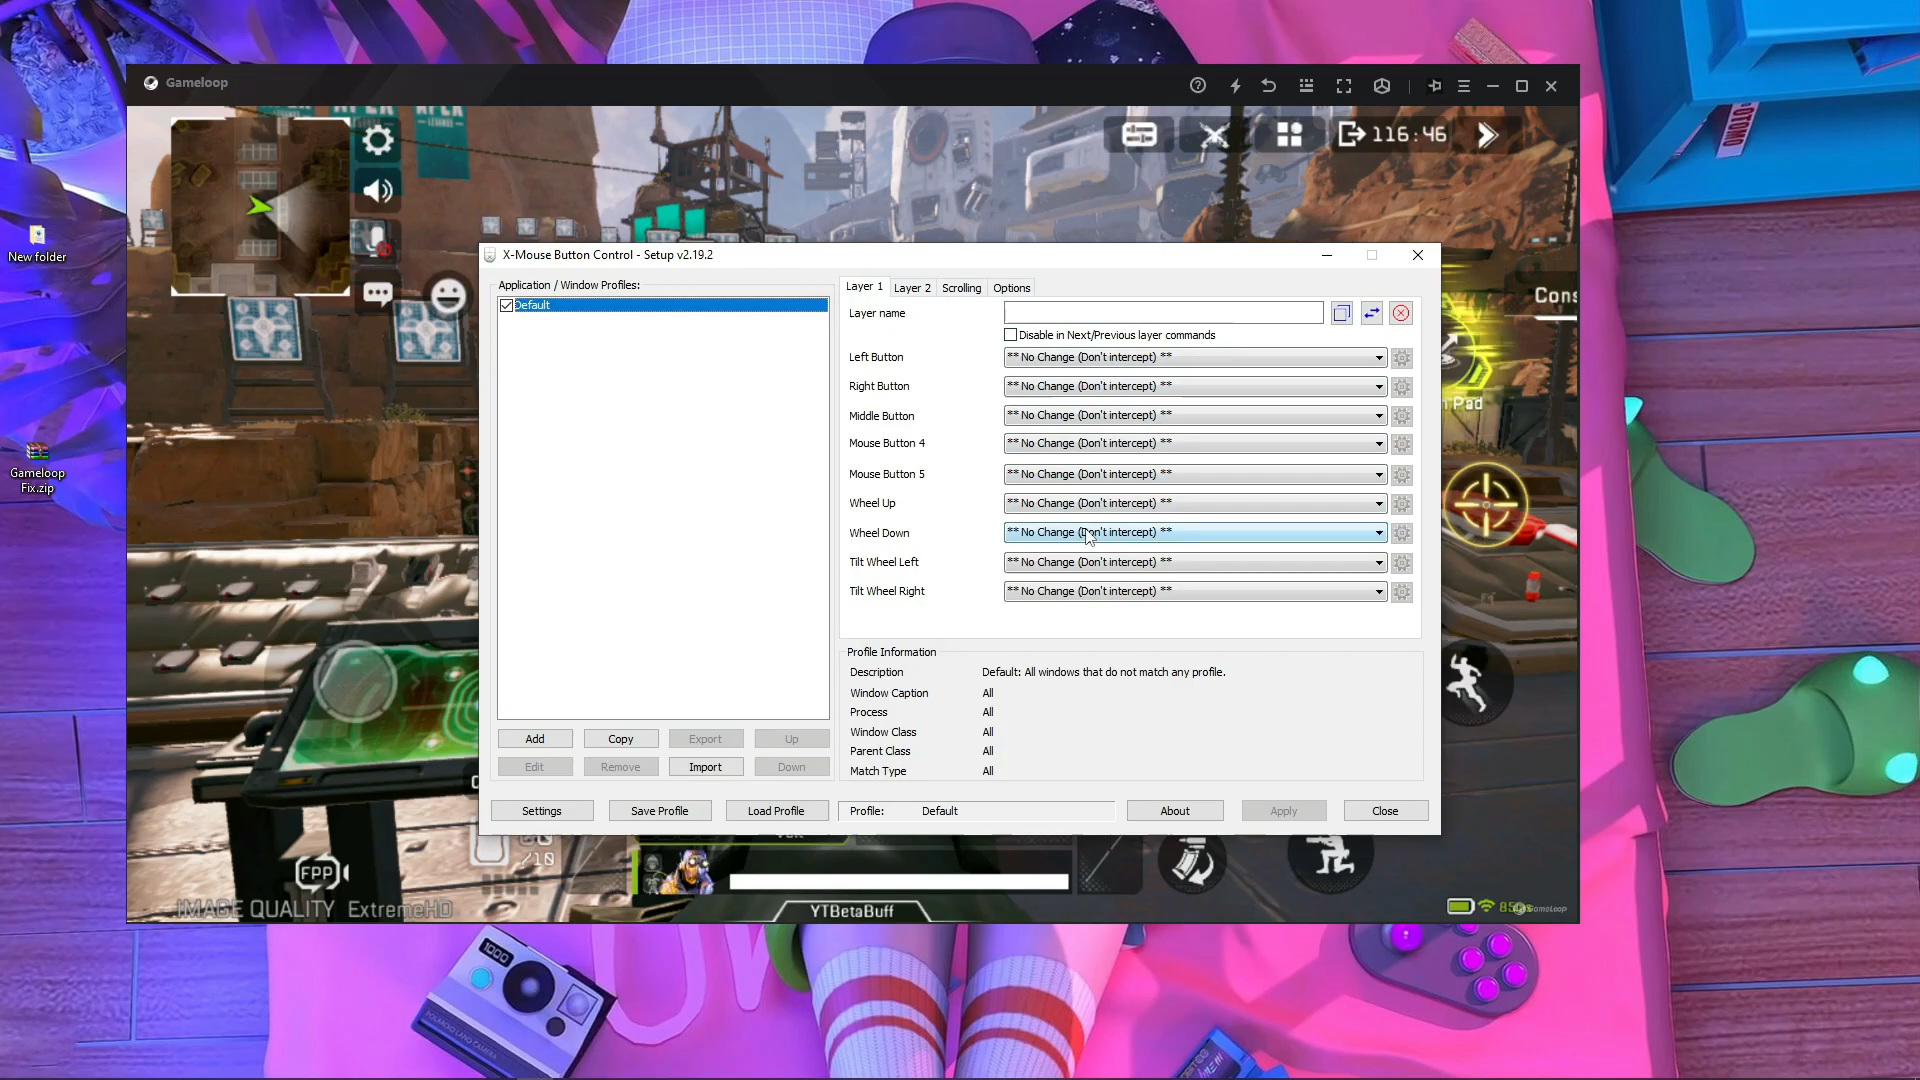 Gameloop
116:46
New folder
Gameloop
Fix.zip
X-Mouse Button Control - Setup v2.19.2
Application / Window Profiles:
Default
Layer 1
Layer 2
Scrolling
Options
Layer name
Disable in Next/Previous layer commands
Left Button
** No Change (Don't intercept) **
Right Button
** No Change (Don't intercept) **
Middle Button
** No Change (Don't intercept) **
Mouse Button 4
** No Change (Don't intercept) **
Mouse Button 5
** No Change (Don't intercept) **
Wheel Up
** No Change (Don't intercept) **
Wheel Down
** No Change (Don't intercept) **
Tilt Wheel Left
** No Change (Don't intercept) **
Tilt Wheel Right
** No Change (Don't intercept) **
Profile Information
Description
Default: All windows that do not match any profile.
Window Caption
All
Process
All
Window Class
All
Parent Class
All
Match Type
All
Add
Copy
Export
Up
Edit
Remove
Import
Down
Settings
Save Profile
Load Profile
Profile:
Default
About
Apply
Close
Cons
Pad
/10
FPP
IMAGE QUALITY ExtremeHD
YTBetaBuff
GameLoop
1000
POLAROID LAND CAMERA